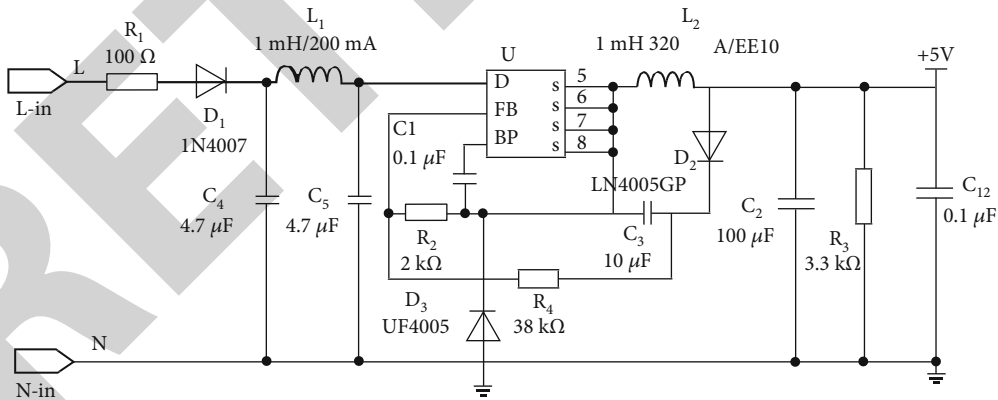 R1
100 Ω
L
L-in
D1
1N4007
L1
1 mH/200 mA
C4
4.7 μF
C5
4.7 μF
U
D
FB
BP
s 5
s 6
s 7
s 8
C1
0.1 μF
R2
2 kΩ
L2
1 mH 320 A/EE10
D2
LN4005GP
C3
10 μF
R4
38 kΩ
D3
UF4005
C2
100 μF
R3
3.3 kΩ
+5V
C12
0.1 μF
N
N-in